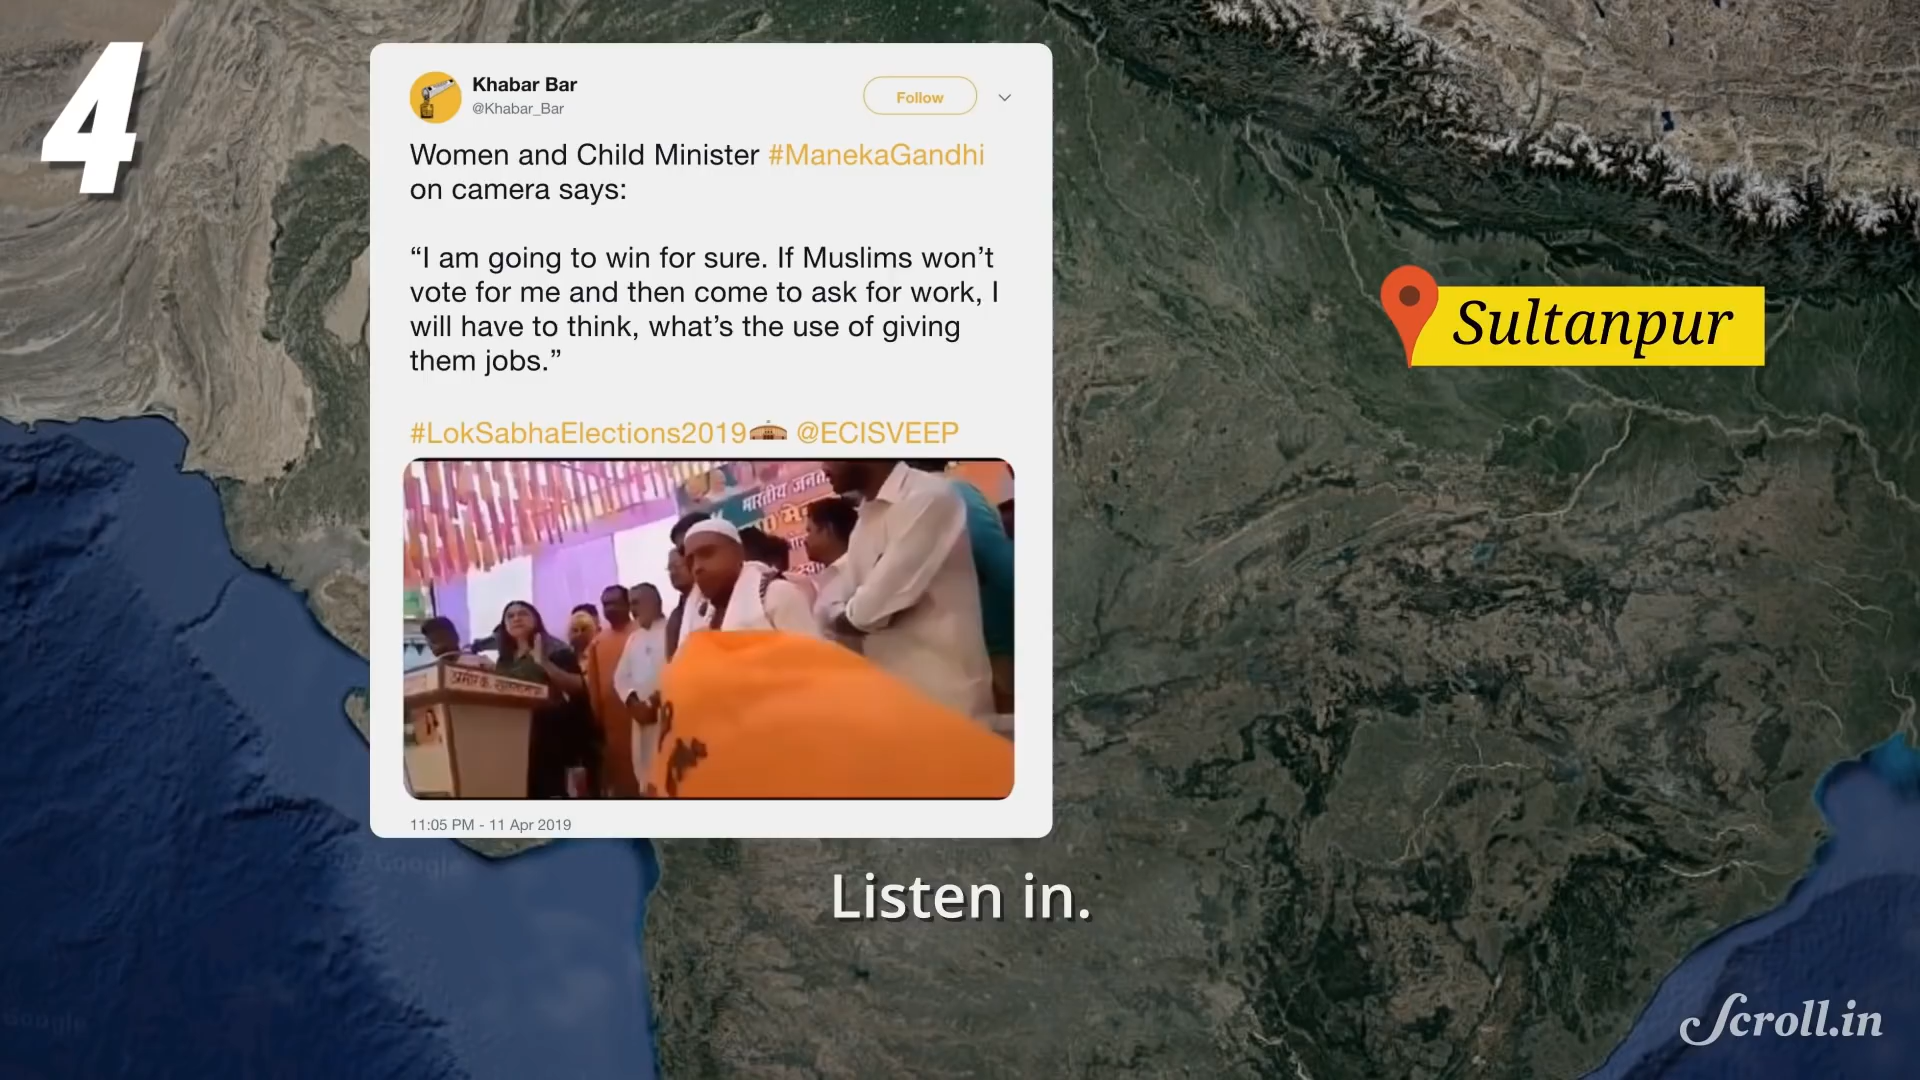 4
Khabar Bar
@Khabar_Bar
Follow
Women and Child Minister #ManekaGandhi
on camera says:
“I am going to win for sure. If Muslims won’t
vote for me and then come to ask for work, I
will have to think, what’s the use of giving
them jobs.”
#LokSabhaElections2019 @ECISVEEP
भारतीय जनत
11:05 PM - 11 Apr 2019
Sultanpur
Listen in.
Google
Google
Scroll.in